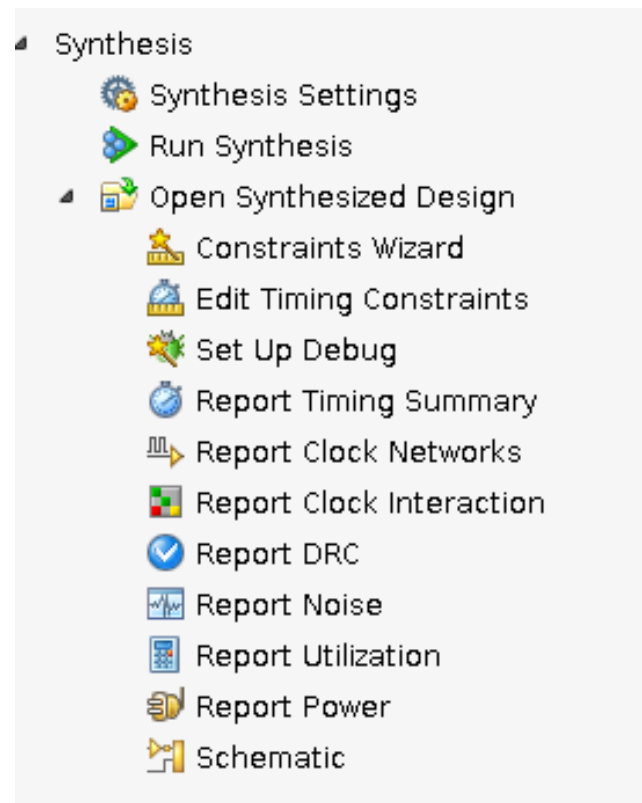 Synthesis
Synthesis Settings
Run Synthesis
Open Synthesized Design
Constraints Wizard
Edit Timing Constraints
Set Up Debug
Report Timing Summary
Report Clock Networks
Report Clock Interaction
Report DRC
Report Noise
Report Utilization
Report Power
Schematic